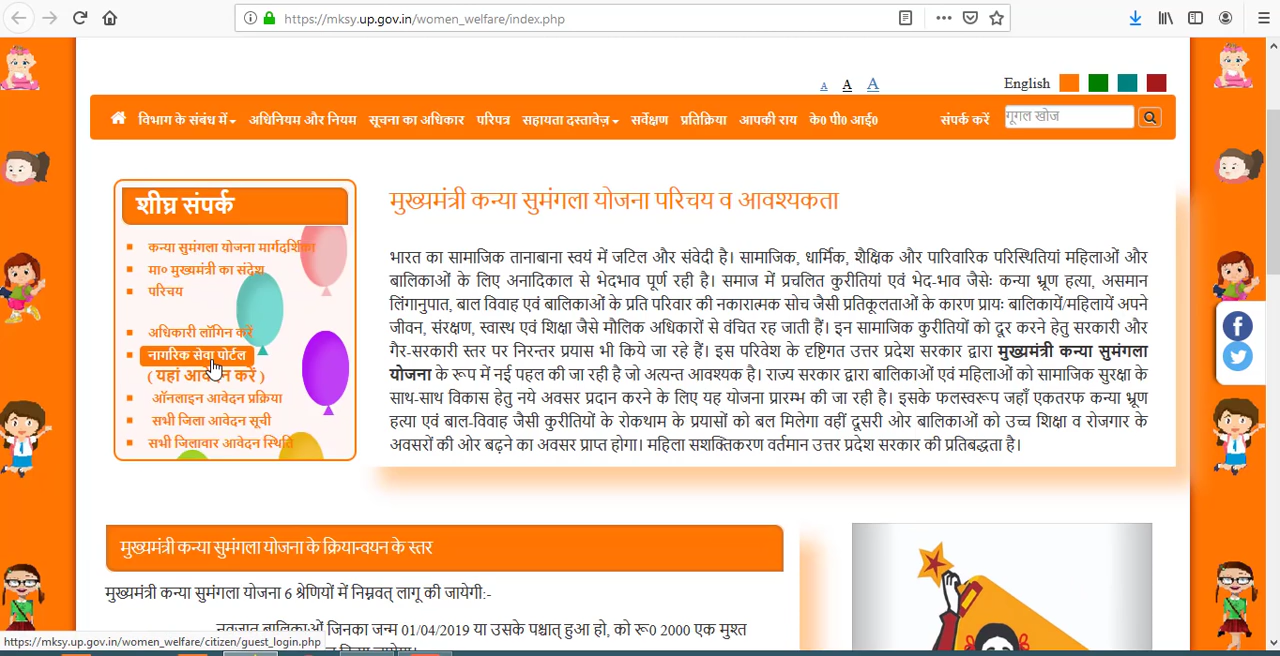 https://mksy.up.gov.in/women_welfare/index.php
A A A English
विभाग के संबंध में अधिनियम और नियम सूचना का अधिकार परिपत्र सहायता दस्तावेज़ सर्वेक्षण प्रतिक्रिया आपकी राय के0 पी0 आई0 संपर्क करें गूगल खोज
शीघ्र संपर्क
कन्या सुमंगला योजना मार्गदर्शिका
मा० मुख्यमंत्री का संदेश
परिचय
अधिकारी लॉगिन करें
नागरिक सेवा पोर्टल
( यहां आवेदन करें )
ऑनलाइन आवेदन प्रक्रिया
सभी जिला आवेदन सूची
सभी जिलावार आवेदन स्थिति
मुख्यमंत्री कन्या सुमंगला योजना परिचय व आवश्यकता
भारत का सामाजिक तानाबाना स्वयं में जटिल और संवेदी है। सामाजिक, धार्मिक, शैक्षिक और पारिवारिक परिस्थितियां महिलाओं और
बालिकाओं के लिए अनाादिकाल से भेदभाव पूर्ण रही है। समाज में प्रचलित कुरीतियां एवं भेद-भाव जैसेः कन्या भ्रूण हत्या, असमान
लिंगानुपात, बाल विवाह एवं बालिकाओं के प्रति परिवार की नकारात्मक सोच जैसी प्रतिकूलताओं के कारण प्रायः बालिकायें/महिलायें अपने
जीवन, संरक्षण, स्वास्थ एवं शिक्षा जैसे मौलिक अधिकारों से वंचित रह जाती हैं। इन सामाजिक कुरीतियों को दूर करने हेतु सरकारी और
गैर-सरकारी स्तर पर निरन्तर प्रयास भी किये जा रहे हैं। इस परिवेश के दृष्टिगत उत्तर प्रदेश सरकार द्वारा मुख्यमंत्री कन्या सुमंगला
योजना के रूप में नई पहल की जा रही है जो अत्यन्त आवश्यक है। राज्य सरकार द्वारा बालिकाओं एवं महिलाओं को सामाजिक सुरक्षा के
साथ-साथ विकास हेतु नये अवसर प्रदान करने के लिए यह योजना प्रारम्भ की जा रही है। इसके फलस्वरूप जहाँ एकतरफ कन्या भ्रूण
हत्या एवं बाल-विवाह जैसी कुरीतियों के रोकथाम के प्रयासों को बल मिलेगा वहीं दूसरी ओर बालिकाओं को उच्च शिक्षा व रोजगार के
अवसरों की ओर बढ़ने का अवसर प्राप्त होगा। महिला सशक्तिकरण वर्तमान उत्तर प्रदेश सरकार की प्रतिबद्धता है।
मुख्यमंत्री कन्या सुमंगला योजना के क्रियान्वयन के स्तर
मुख्यमंत्री कन्या सुमंगला योजना 6 श्रेणियों में निम्नवत् लागू की जायेगी:-
नवजात बालिकाओं जिनका जन्म 01/04/2019 या उसके पश्चात् हुआ हो, को रू0 2000 एक मुश्त
https://mksy.up.gov.in/women_welfare/citizen/guest_login.php